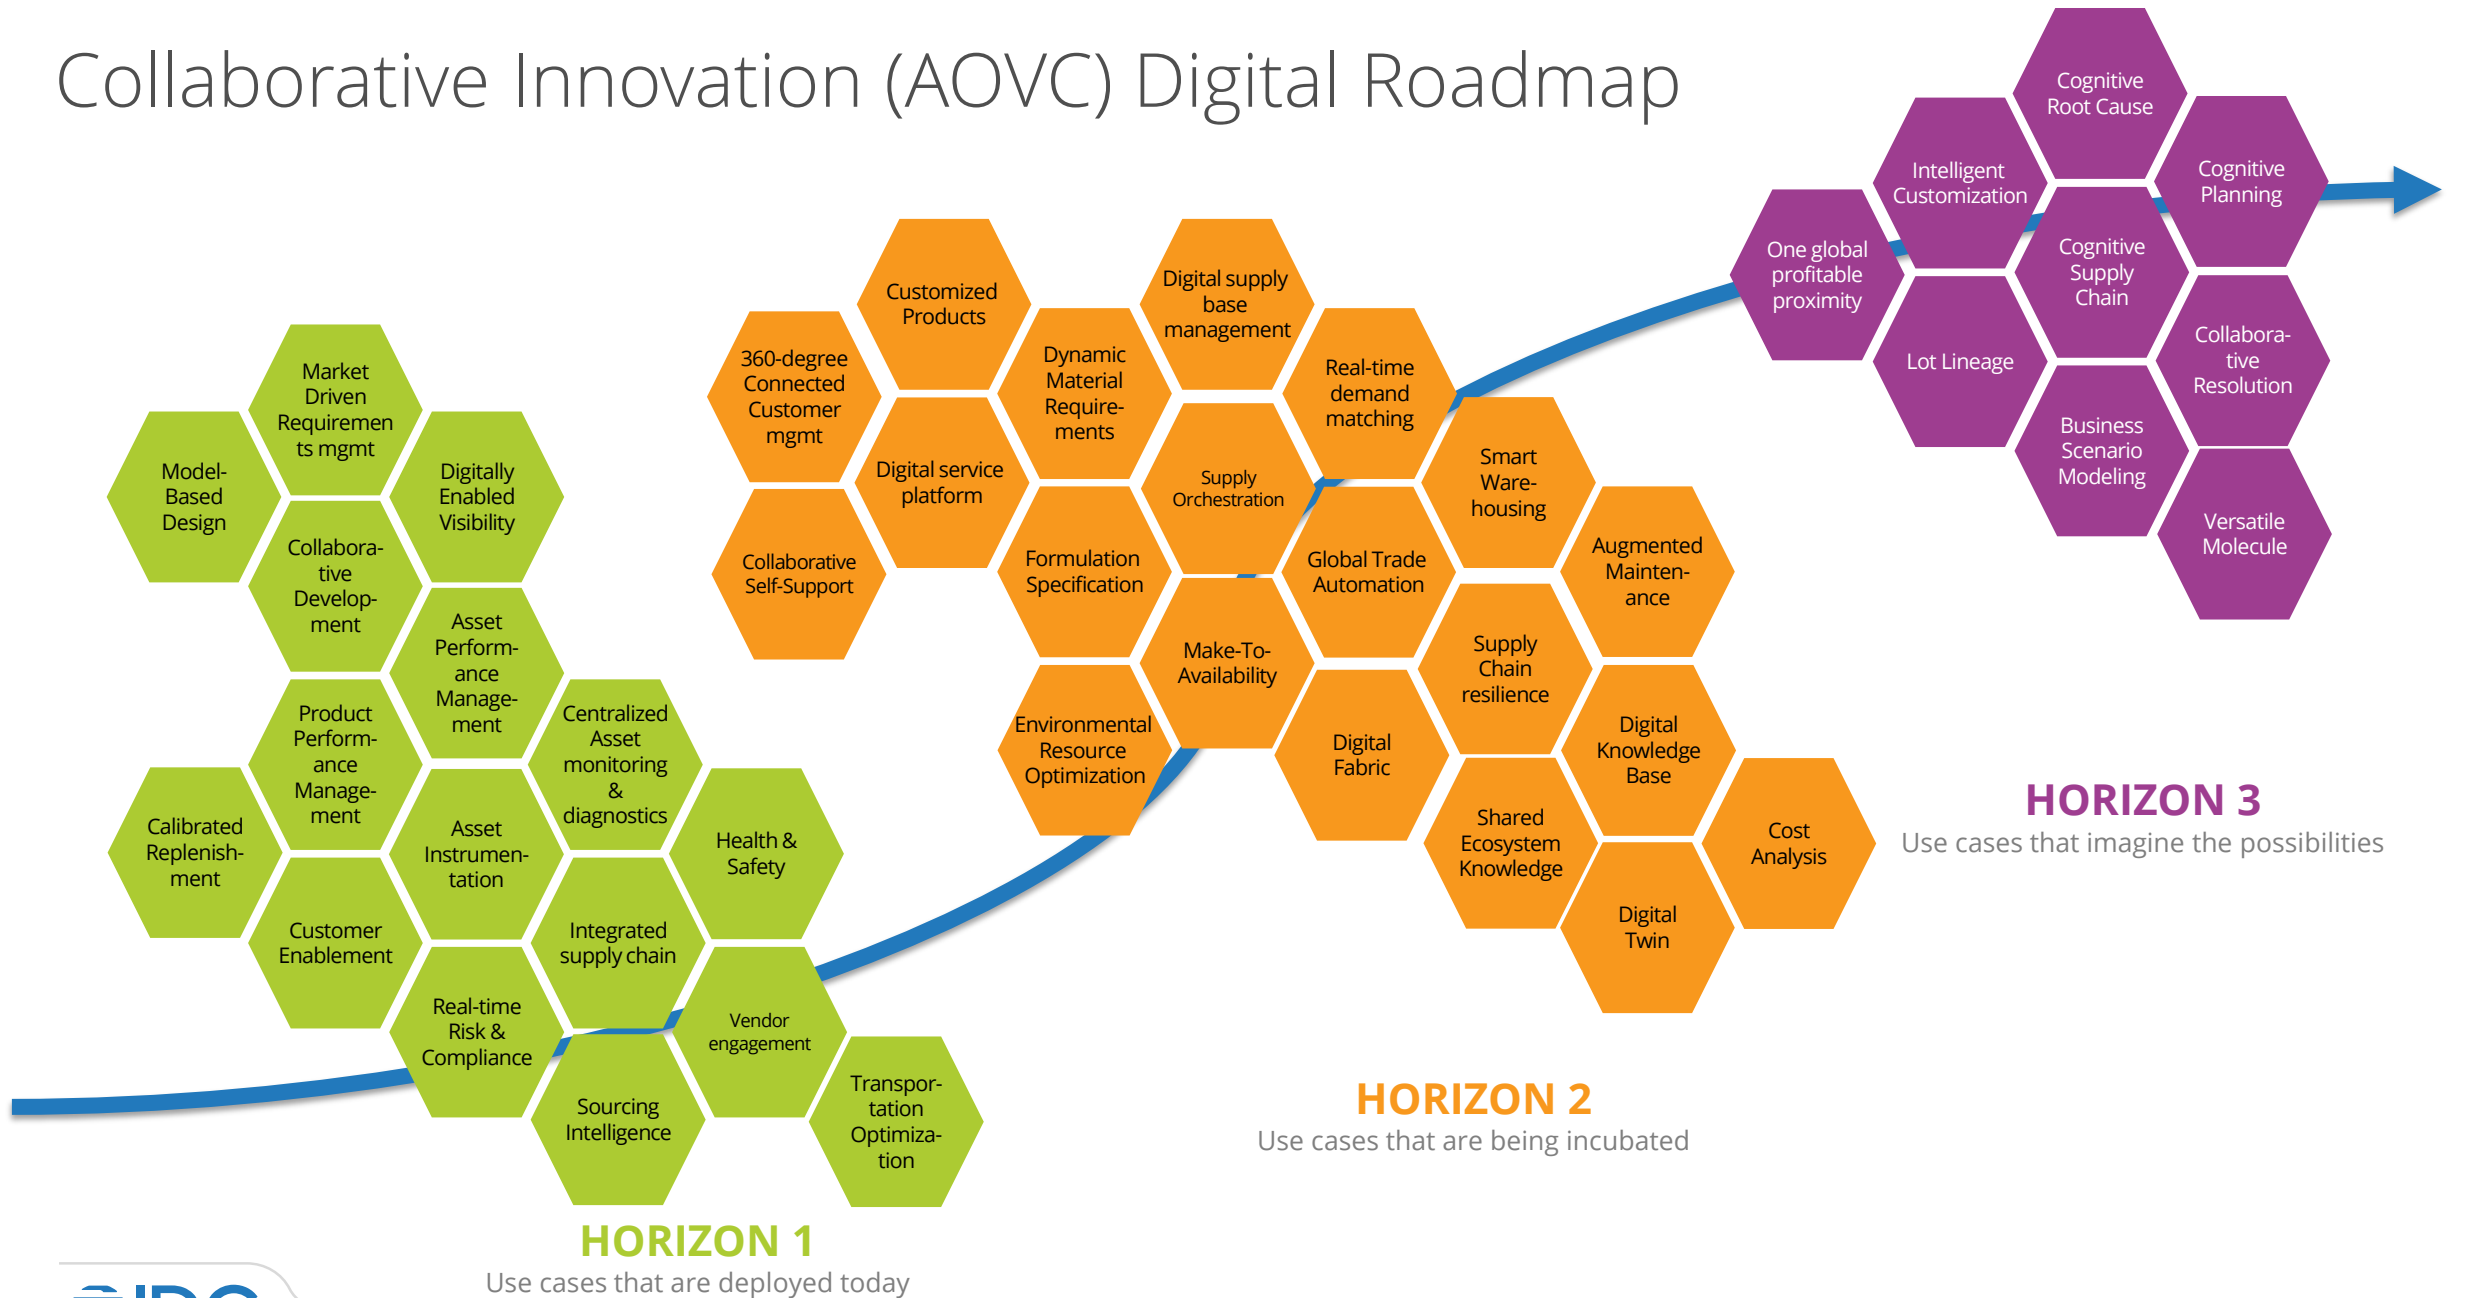 Collaborative Innovation (AOVC) Digital Roadmap
Market
Driven
Requiremen
ts mgmt
Model-
Based
Design
Digitally
Enabled
Visibility
Collabora-
tive
Develop-
ment
Asset
Perform-
ance
Manage-
ment
Product
Perform-
ance
Manage-
ment
Centralized
Asset
monitoring
&
diagnostics
Calibrated
Replenish-
ment
Asset
Instrumen-
tation
Health &
Safety
Customer
Enablement
Integrated
supply chain
Real-time
Risk &
Compliance
Vendor
engagement
Sourcing
Intelligence
Transpor-
tation
Optimiza-
tion
HORIZON 1
Use cases that are deployed today
Customized
Products
Digital supply
base
management
360-degree
Connected
Customer
mgmt
Dynamic
Material
Require-
ments
Real-time
demand
matching
Digital service
platform
Supply
Orchestration
Smart
Ware-
housing
Collaborative
Self-Support
Formulation
Specification
Global Trade
Automation
Augmented
Mainten-
ance
Make-To-
Availability
Supply
Chain
resilience
Environmental
Resource
Optimization
Digital
Fabric
Digital
Knowledge
Base
Shared
Ecosystem
Knowledge
Cost
Analysis
Digital
Twin
HORIZON 2
Use cases that are being incubated
Cognitive
Root Cause
Intelligent
Customization
Cognitive
Planning
One global
profitable
proximity
Cognitive
Supply
Chain
Lot Lineage
Collabora-
tive
Resolution
Business
Scenario
Modeling
Versatile
Molecule
HORIZON 3
Use cases that imagine the possibilities